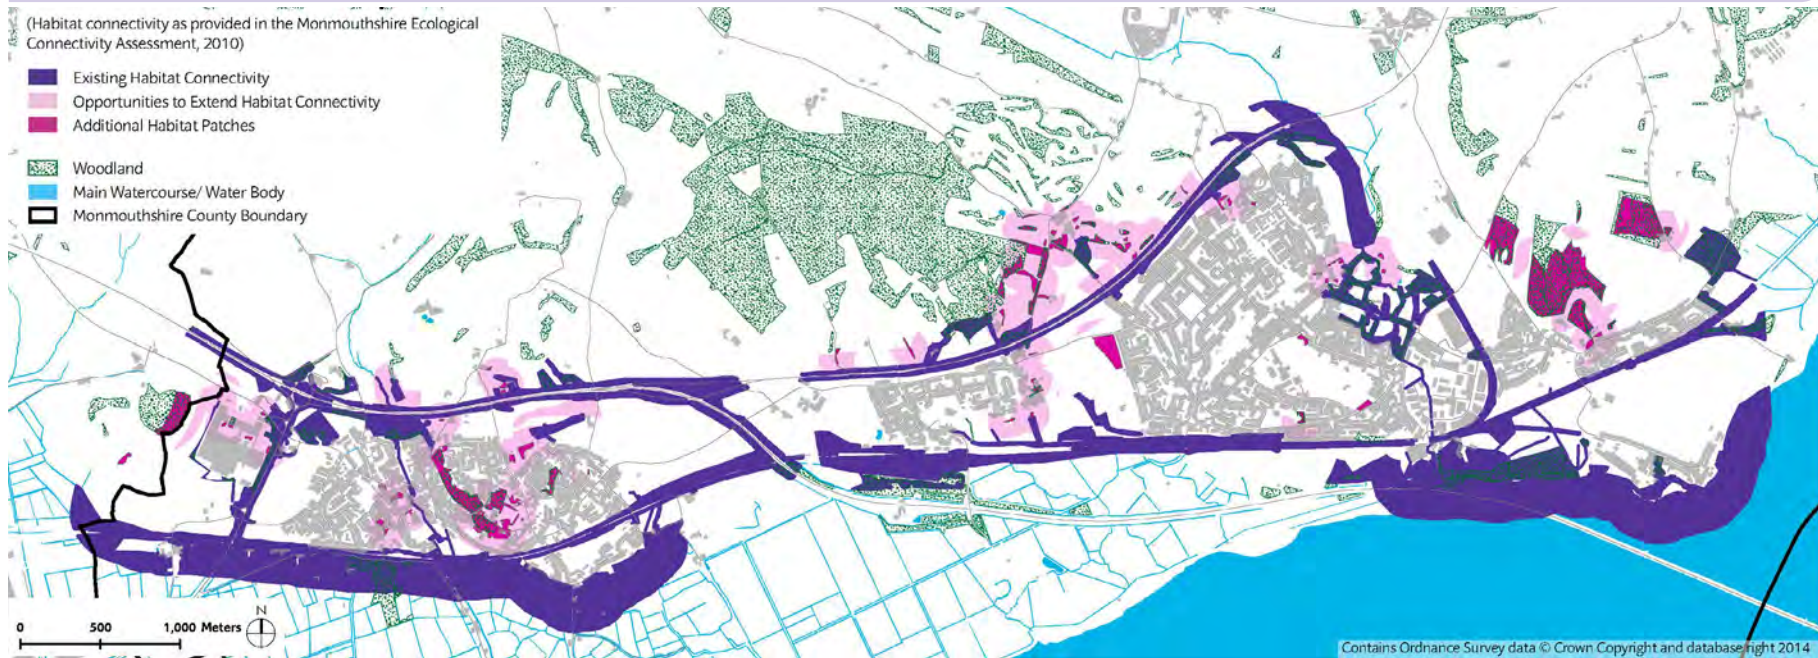 (Habitat connectivity as provided in the Monmouthshire Ecological
Connectivity Assessment, 2010)
Existing Habitat Connectivity
Opportunities to Extend Habitat Connectivity
Additional Habitat Patches
Woodland
Main Watercourse/ Water Body
Monmouthshire County Boundary
N
0 500 1,000 Meters
Contains Ordnance Survey data © Crown Copyright and database right 2014